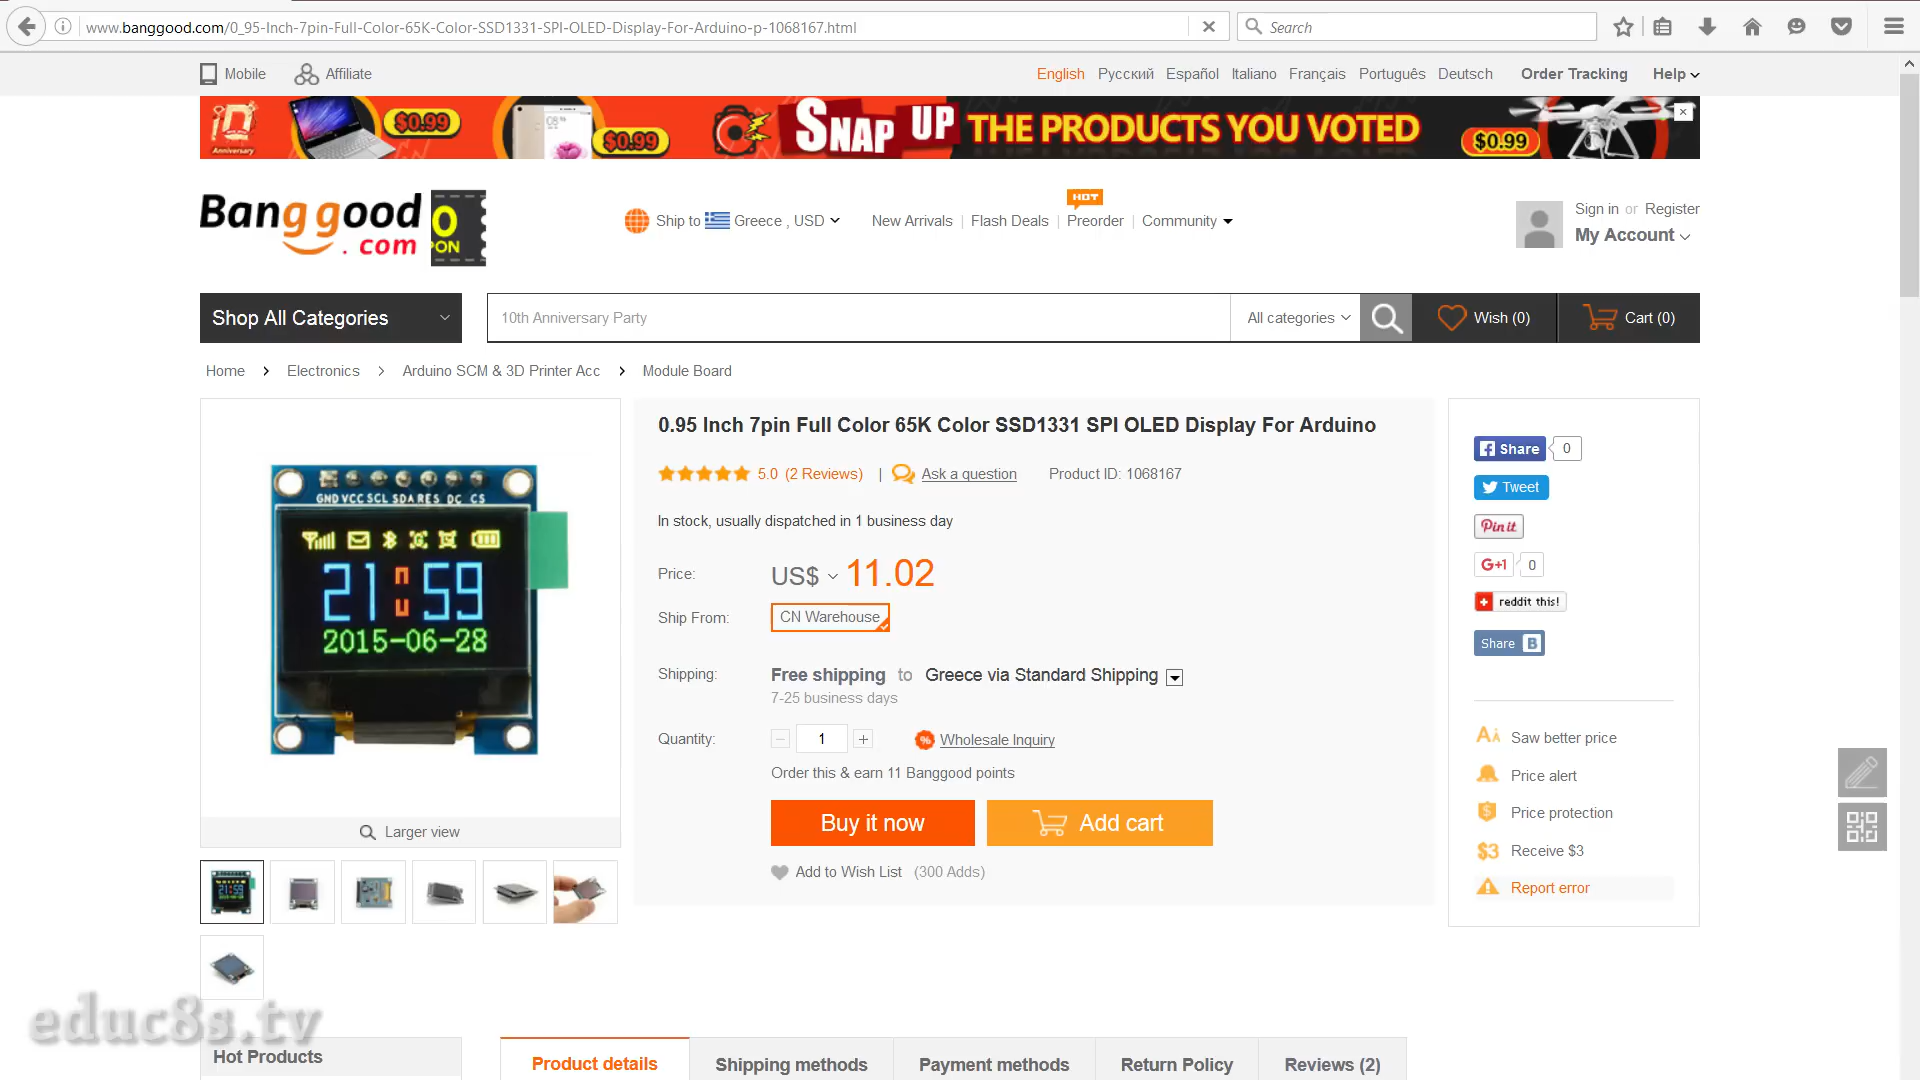 www.banggood.com/0_95-Inch-7pin-Full-Color-65K-Color-SSD1331-SPI-OLED-Display-For-Arduino-p-1068167.html
Search
Mobile
Affiliate
English Русский Español Italiano Français Português Deutsch Order Tracking Help
Anniversary
$0.99
$0.99
SNAP UP THE PRODUCTS YOU VOTED
$0.99
Banggood
.com
HOT
Ship to Greece , USD New Arrivals | Flash Deals | Preorder | Community
Sign in or Register
My Account
Shop All Categories
10th Anniversary Party
All categories
Wish (0)
Cart (0)
Home > Electronics > Arduino SCM & 3D Printer Acc > Module Board
GND VCC SCL SDA RES DC CS
21:59
2015-06-28
Larger view
0.95 Inch 7pin Full Color 65K Color SSD1331 SPI OLED Display For Arduino
5.0 (2 Reviews) | Ask a question Product ID: 1068167
In stock, usually dispatched in 1 business day
Price: US$ 11.02
Ship From: CN Warehouse
Shipping: Free shipping to Greece via Standard Shipping
7-25 business days
Quantity: 1 Wholesale Inquiry
Order this & earn 11 Banggood points
Buy it now
Add cart
Add to Wish List (300 Adds)
Share 0
Tweet
Pin it
G+1 0
reddit this!
Share B
Saw better price
Price alert
Price protection
$3 Receive $3
Report error
educ8s.tv
Hot Products
Product details
Shipping methods
Payment methods
Return Policy
Reviews (2)